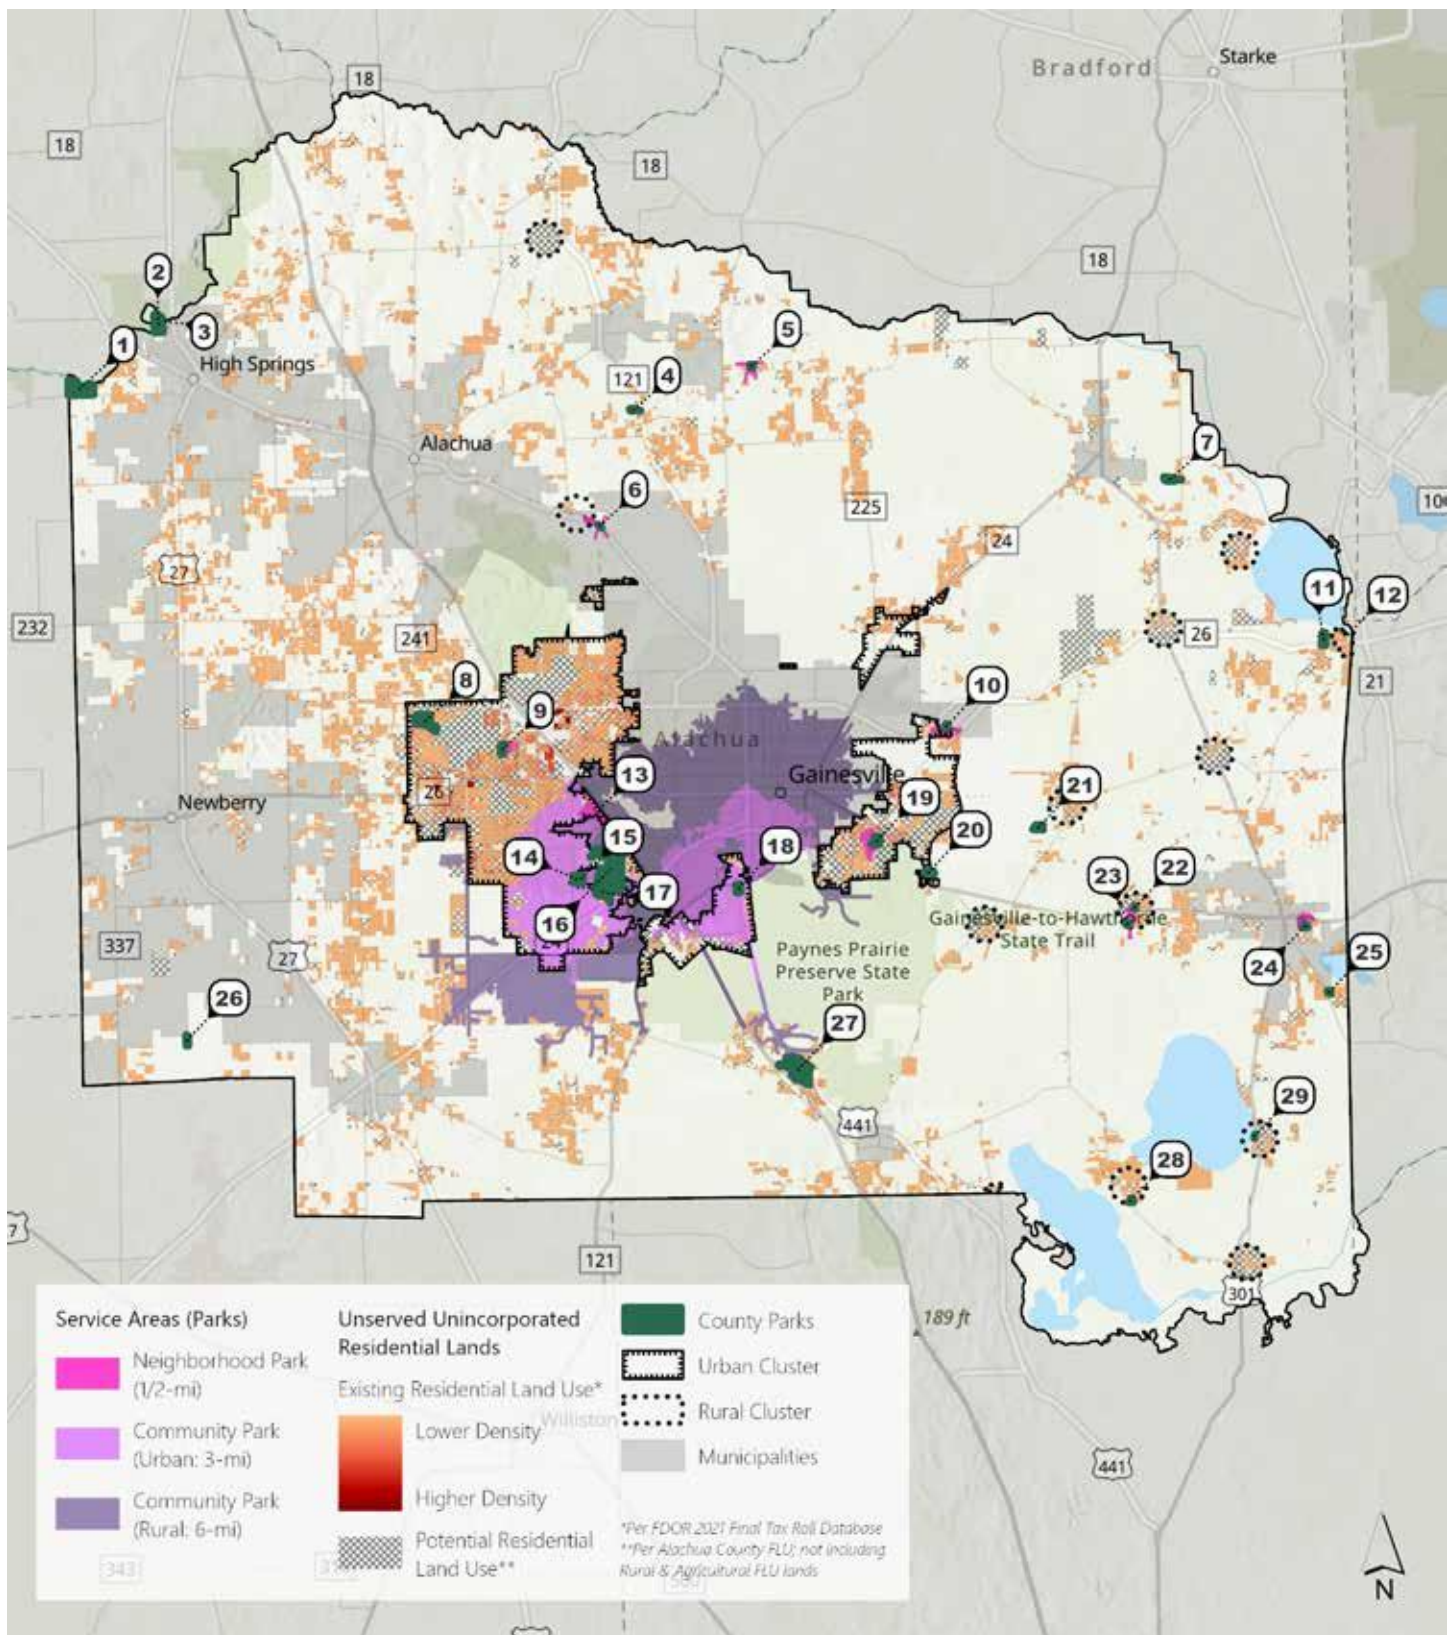 Starke
Bradford
18
18
18
18
2
3
1
High Springs
5
121
4
Alachua
7
6
225
106
24
27
11
12
232
241
26
21
8
10
9
Alachua
13
Gainesville
26
21
Newberry
19
15
20
14
18
22
23
17
16
Gainesville-to-Hawthorne
State Trail
337
27
Paynes Prairie
Preserve State
Park
24
25
26
27
29
441
28
7
121
301
189 ft
Service Areas (Parks)
Neighborhood Park
(1/2-mi)
Community Park
(Urban: 3-mi)
Community Park
(Rural: 6-mi)
Unserved Unincorporated
Residential Lands
Existing Residential Land Use*
Williston
Lower Density
Higher Density
Potential Residential
Land Use**
County Parks
Urban Cluster
Rural Cluster
Municipalities
*Per FDOR 2021 Final Tax Roll Database
**Per Alachua County FLU; not including
Rural & Agricultural FLU lands
343
441
N